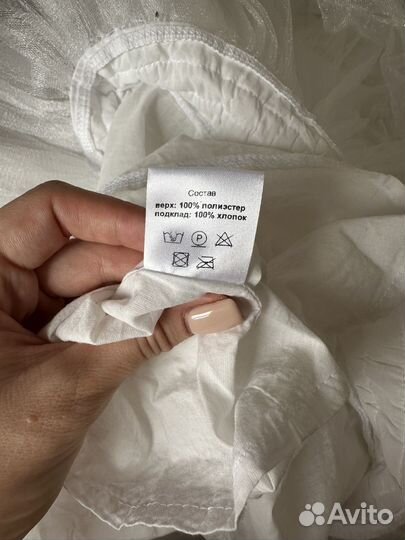 Состав
верх: 100% полиэстер
подклад: 100% хлопок
Avito